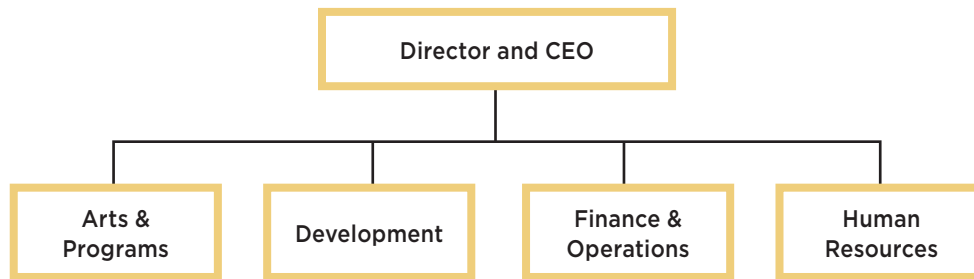 Director and CEO
Arts &
Programs
Development
Finance &
Operations
Human
Resources